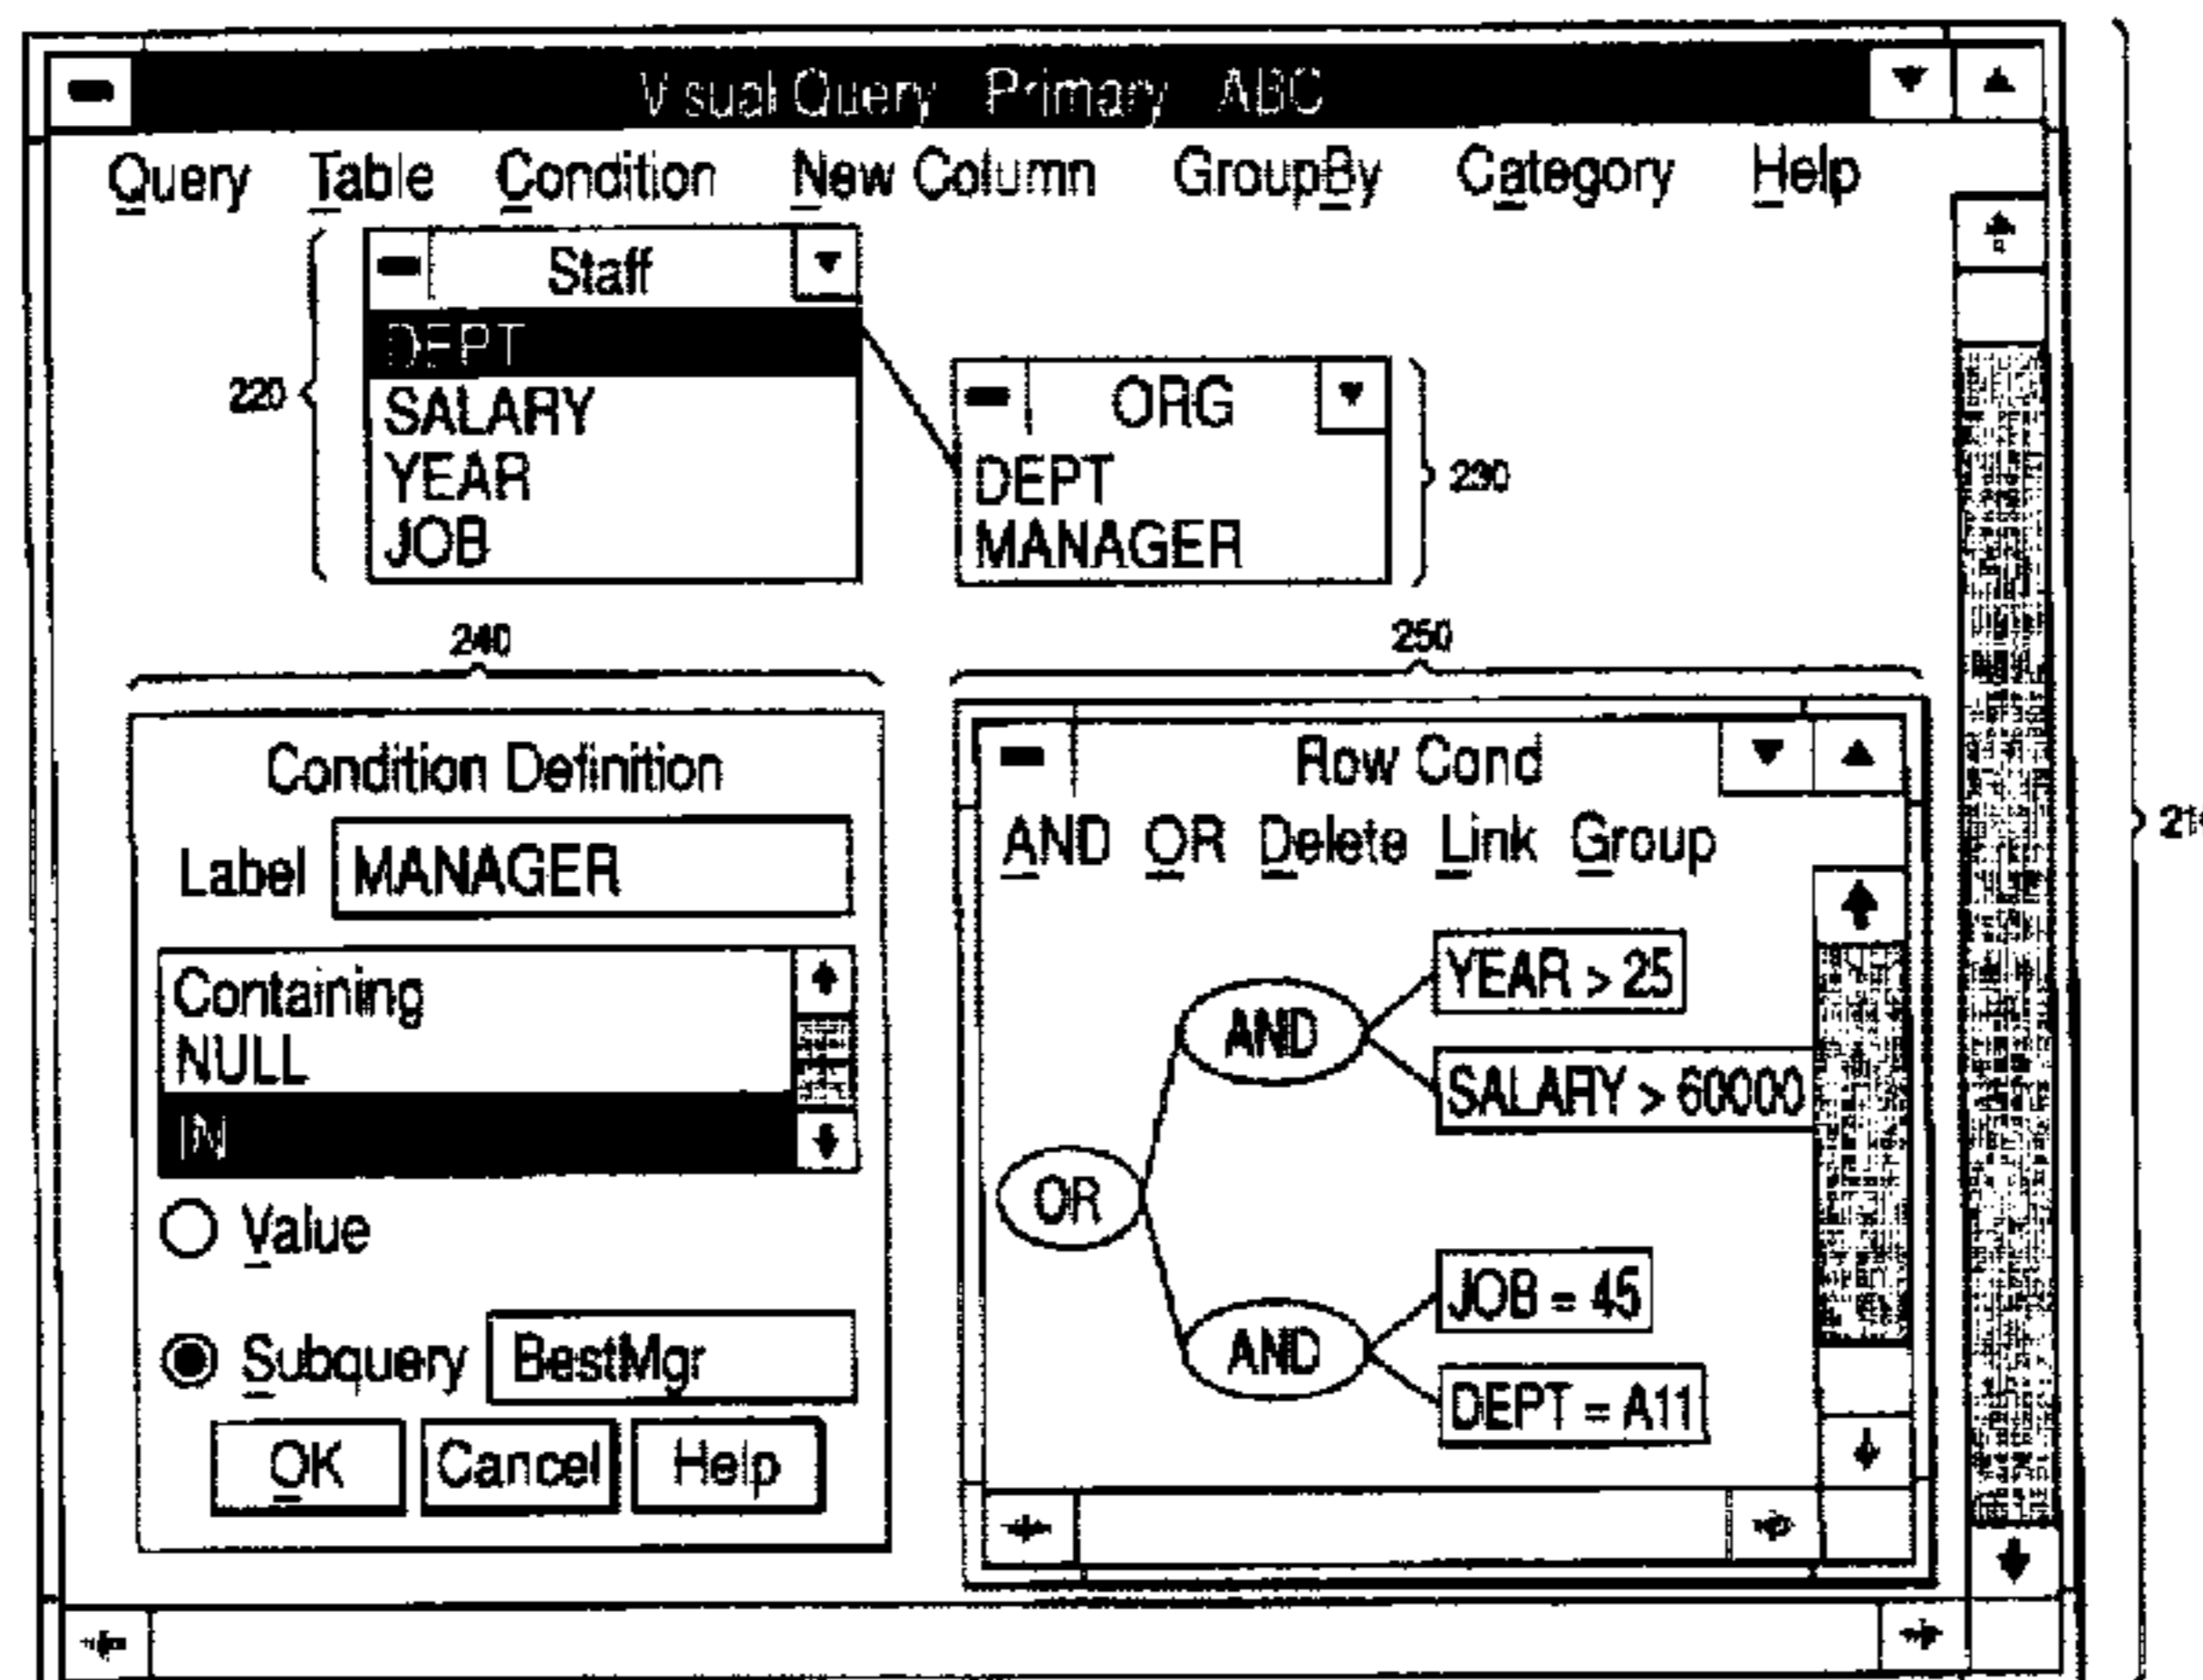 Visual Query Primary ABC
Query Table Condition New Column GroupBy Category Help
Staff
DEPT
SALARY
YEAR
JOB
220
ORG
DEPT
MANAGER
230
240
250
Condition Definition
Label MANAGER
Containing
NULL
IN
Value
Subquery BestMgr
OK Cancel Help
Row Cond
AND OR Delete Link Group
YEAR > 25
AND
SALARY > 60000
OR
JOB = 45
AND
DEPT = A11